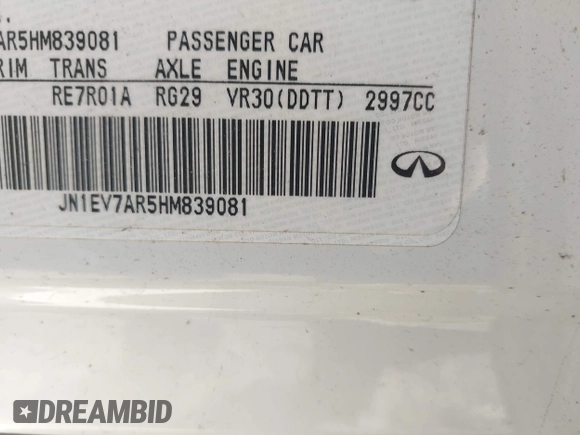 AR5HM839081 PASSENGER CAR
RIM TRANS AXLE ENGINE
RE7R01A RG29 VR30(DDTT) 2997CC
JN1EV7AR5HM839081
DREAMBID